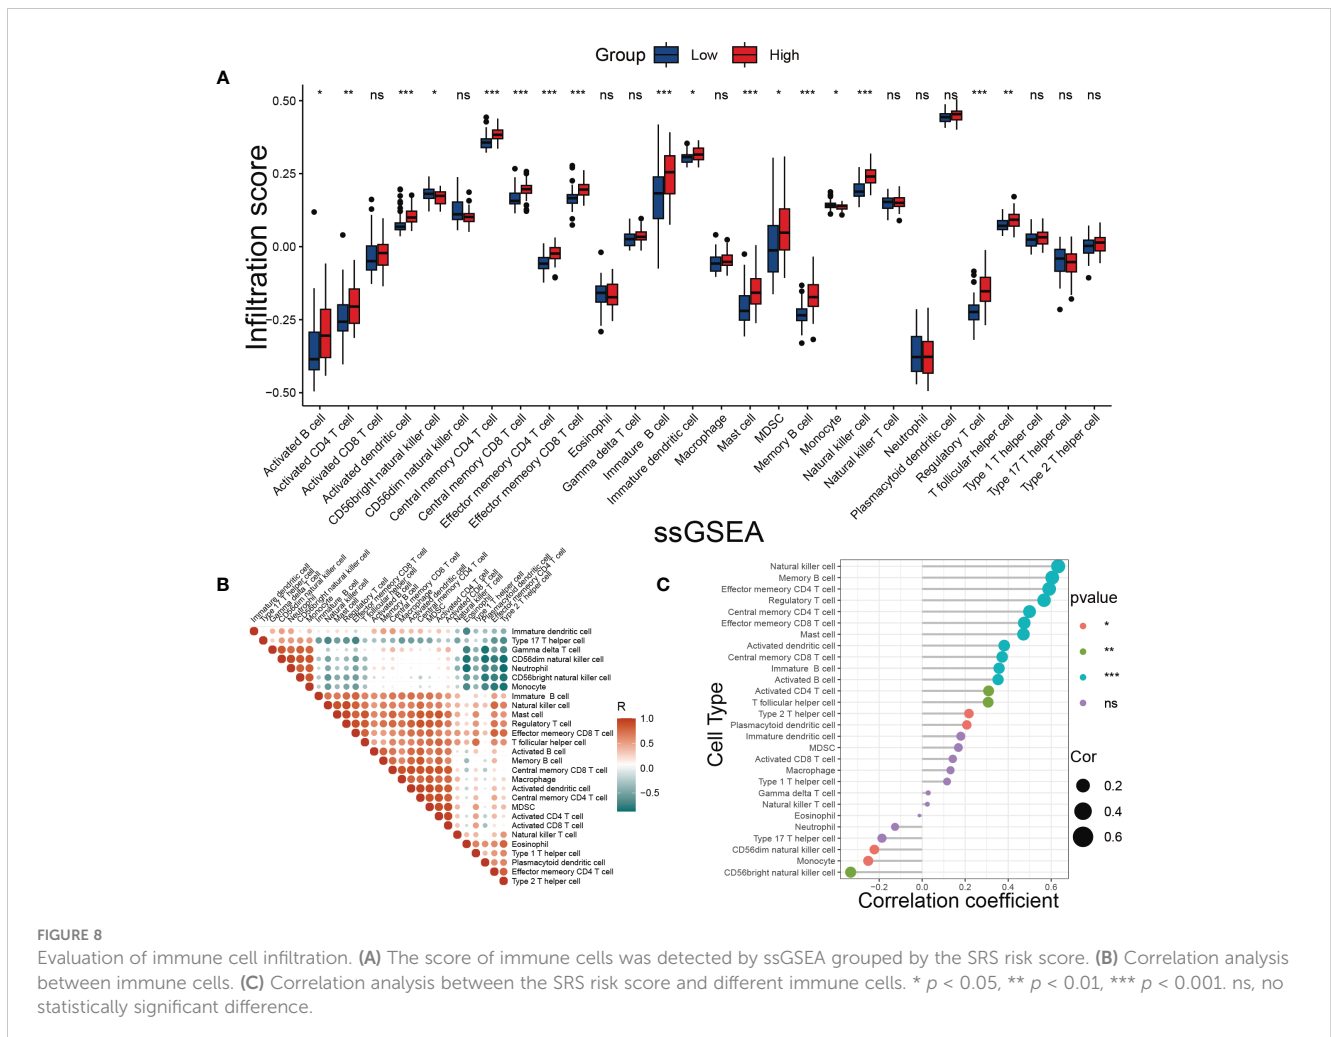 Group Low High
A
* ** ns *** * ns *** *** *** *** ns ns *** * ns *** * *** * *** ns ns ns *** ** ns ns ns
Infiltration score
0.50
0.25
0.00
−0.25
−0.50
Activated B cell
Activated CD4 T cell
Activated CD8 T cell
Activated dendritic cell
CD56bright natural killer cell
CD56dim natural killer cell
Central memory CD4 T cell
Central memory CD8 T cell
Effector memeory CD4 T cell
Effector memeory CD8 T cell
Eosinophil
Gamma delta T cell
Immature  B cell
Immature dendritic cell
Macrophage
Mast cell
MDSC
Memory B cell
Monocyte
Natural killer cell
Natural killer T cell
Neutrophil
Plasmacytoid dendritic cell
Regulatory T cell
T follicular helper cell
Type 1 T helper cell
Type 17 T helper cell
Type 2 T helper cell
ssGSEA
B
Immature dendritic cell
Type 17 T helper cell
Gamma delta T cell
CD56dim natural killer cell
Neutrophil
CD56bright natural killer cell
Monocyte
Immature  B cell
Natural killer cell
Mast cell
Regulatory T cell
Effector memeory CD8 T cell
T follicular helper cell
Activated B cell
Memory B cell
Central memory CD8 T cell
Macrophage
Activated dendritic cell
Central memory CD4 T cell
MDSC
Activated CD4 T cell
Activated CD8 T cell
Natural killer T cell
Eosinophil
Type 1 T helper cell
Plasmacytoid dendritic cell
Effector memeory CD4 T cell
Type 2 T helper cell
R
1.0
0.5
0.0
−0.5
C
Cell Type
Natural killer cell
Memory B cell
Effector memeory CD4 T cell
Regulatory T cell
Central memory CD4 T cell
Effector memeory CD8 T cell
Mast cell
Activated dendritic cell
Central memory CD8 T cell
Immature  B cell
Activated B cell
Activated CD4 T cell
T follicular helper cell
Type 2 T helper cell
Plasmacytoid dendritic cell
Immature dendritic cell
MDSC
Activated CD8 T cell
Macrophage
Type 1 T helper cell
Gamma delta T cell
Natural killer T cell
Eosinophil
Neutrophil
Type 17 T helper cell
CD56dim natural killer cell
Monocyte
CD56bright natural killer cell
−0.2 0.0 0.2 0.4 0.6
Correlation coefficient
pvalue
*
**
***
ns
Cor
0.2
0.4
0.6
FIGURE 8
Evaluation of immune cell infiltration. (A) The score of immune cells was detected by ssGSEA grouped by the SRS risk score. (B) Correlation analysis
between immune cells. (C) Correlation analysis between the SRS risk score and different immune cells. * p < 0.05, ** p < 0.01, *** p < 0.001. ns, no
statistically significant difference.